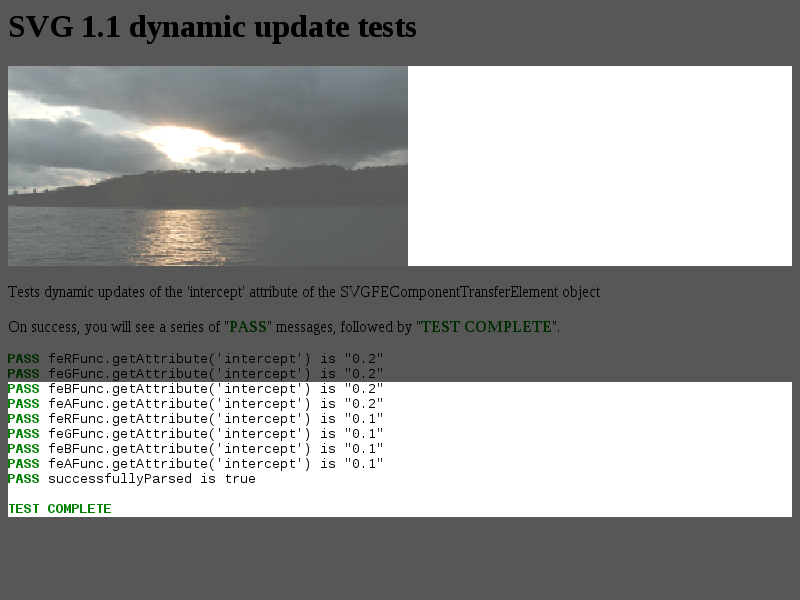 SVG 1.1 dynamic update tests
Tests dynamic updates of the 'intercept' attribute of the SVGFEComponentTransferElement object
On success, you will see a series of "PASS" messages, followed by "TEST COMPLETE".
PASS feRFunc.getAttribute('intercept') is "0.2"
PASS feGFunc.getAttribute('intercept') is "0.2"
PASS feBFunc.getAttribute('intercept') is "0.2"
PASS feAFunc.getAttribute('intercept') is "0.2"
PASS feRFunc.getAttribute('intercept') is "0.1"
PASS feGFunc.getAttribute('intercept') is "0.1"
PASS feBFunc.getAttribute('intercept') is "0.1"
PASS feAFunc.getAttribute('intercept') is "0.1"
PASS successfullyParsed is true
TEST COMPLETE